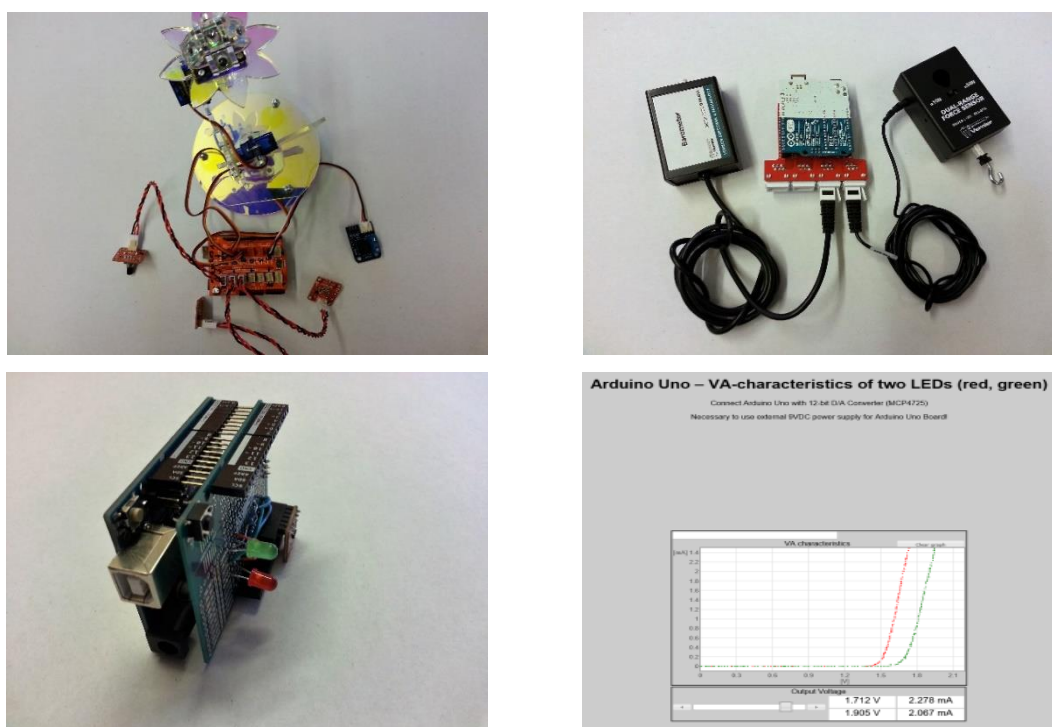 Barometer
DUAL-RANGE
FORCE SENSOR
Vernier
Arduino Uno – VA-characteristics of two LEDs (red, green)
Connect Arduino Uno with 12-bit D/A Converter (MCP4725)
Necessary to use external 9VDC power supply for Arduino Uno Board!
VA characteristics
Clear graph
[mA] 1.4
2.2
2
1.8
1.6
1.4
1.2
1
0.8
0.6
0.4
0.2
0
0 0.3 0.6 0.9 1.2 1.5 1.8 2.1
[V]
Output Voltage
1.712 V 2.278 mA
1.905 V 2.067 mA